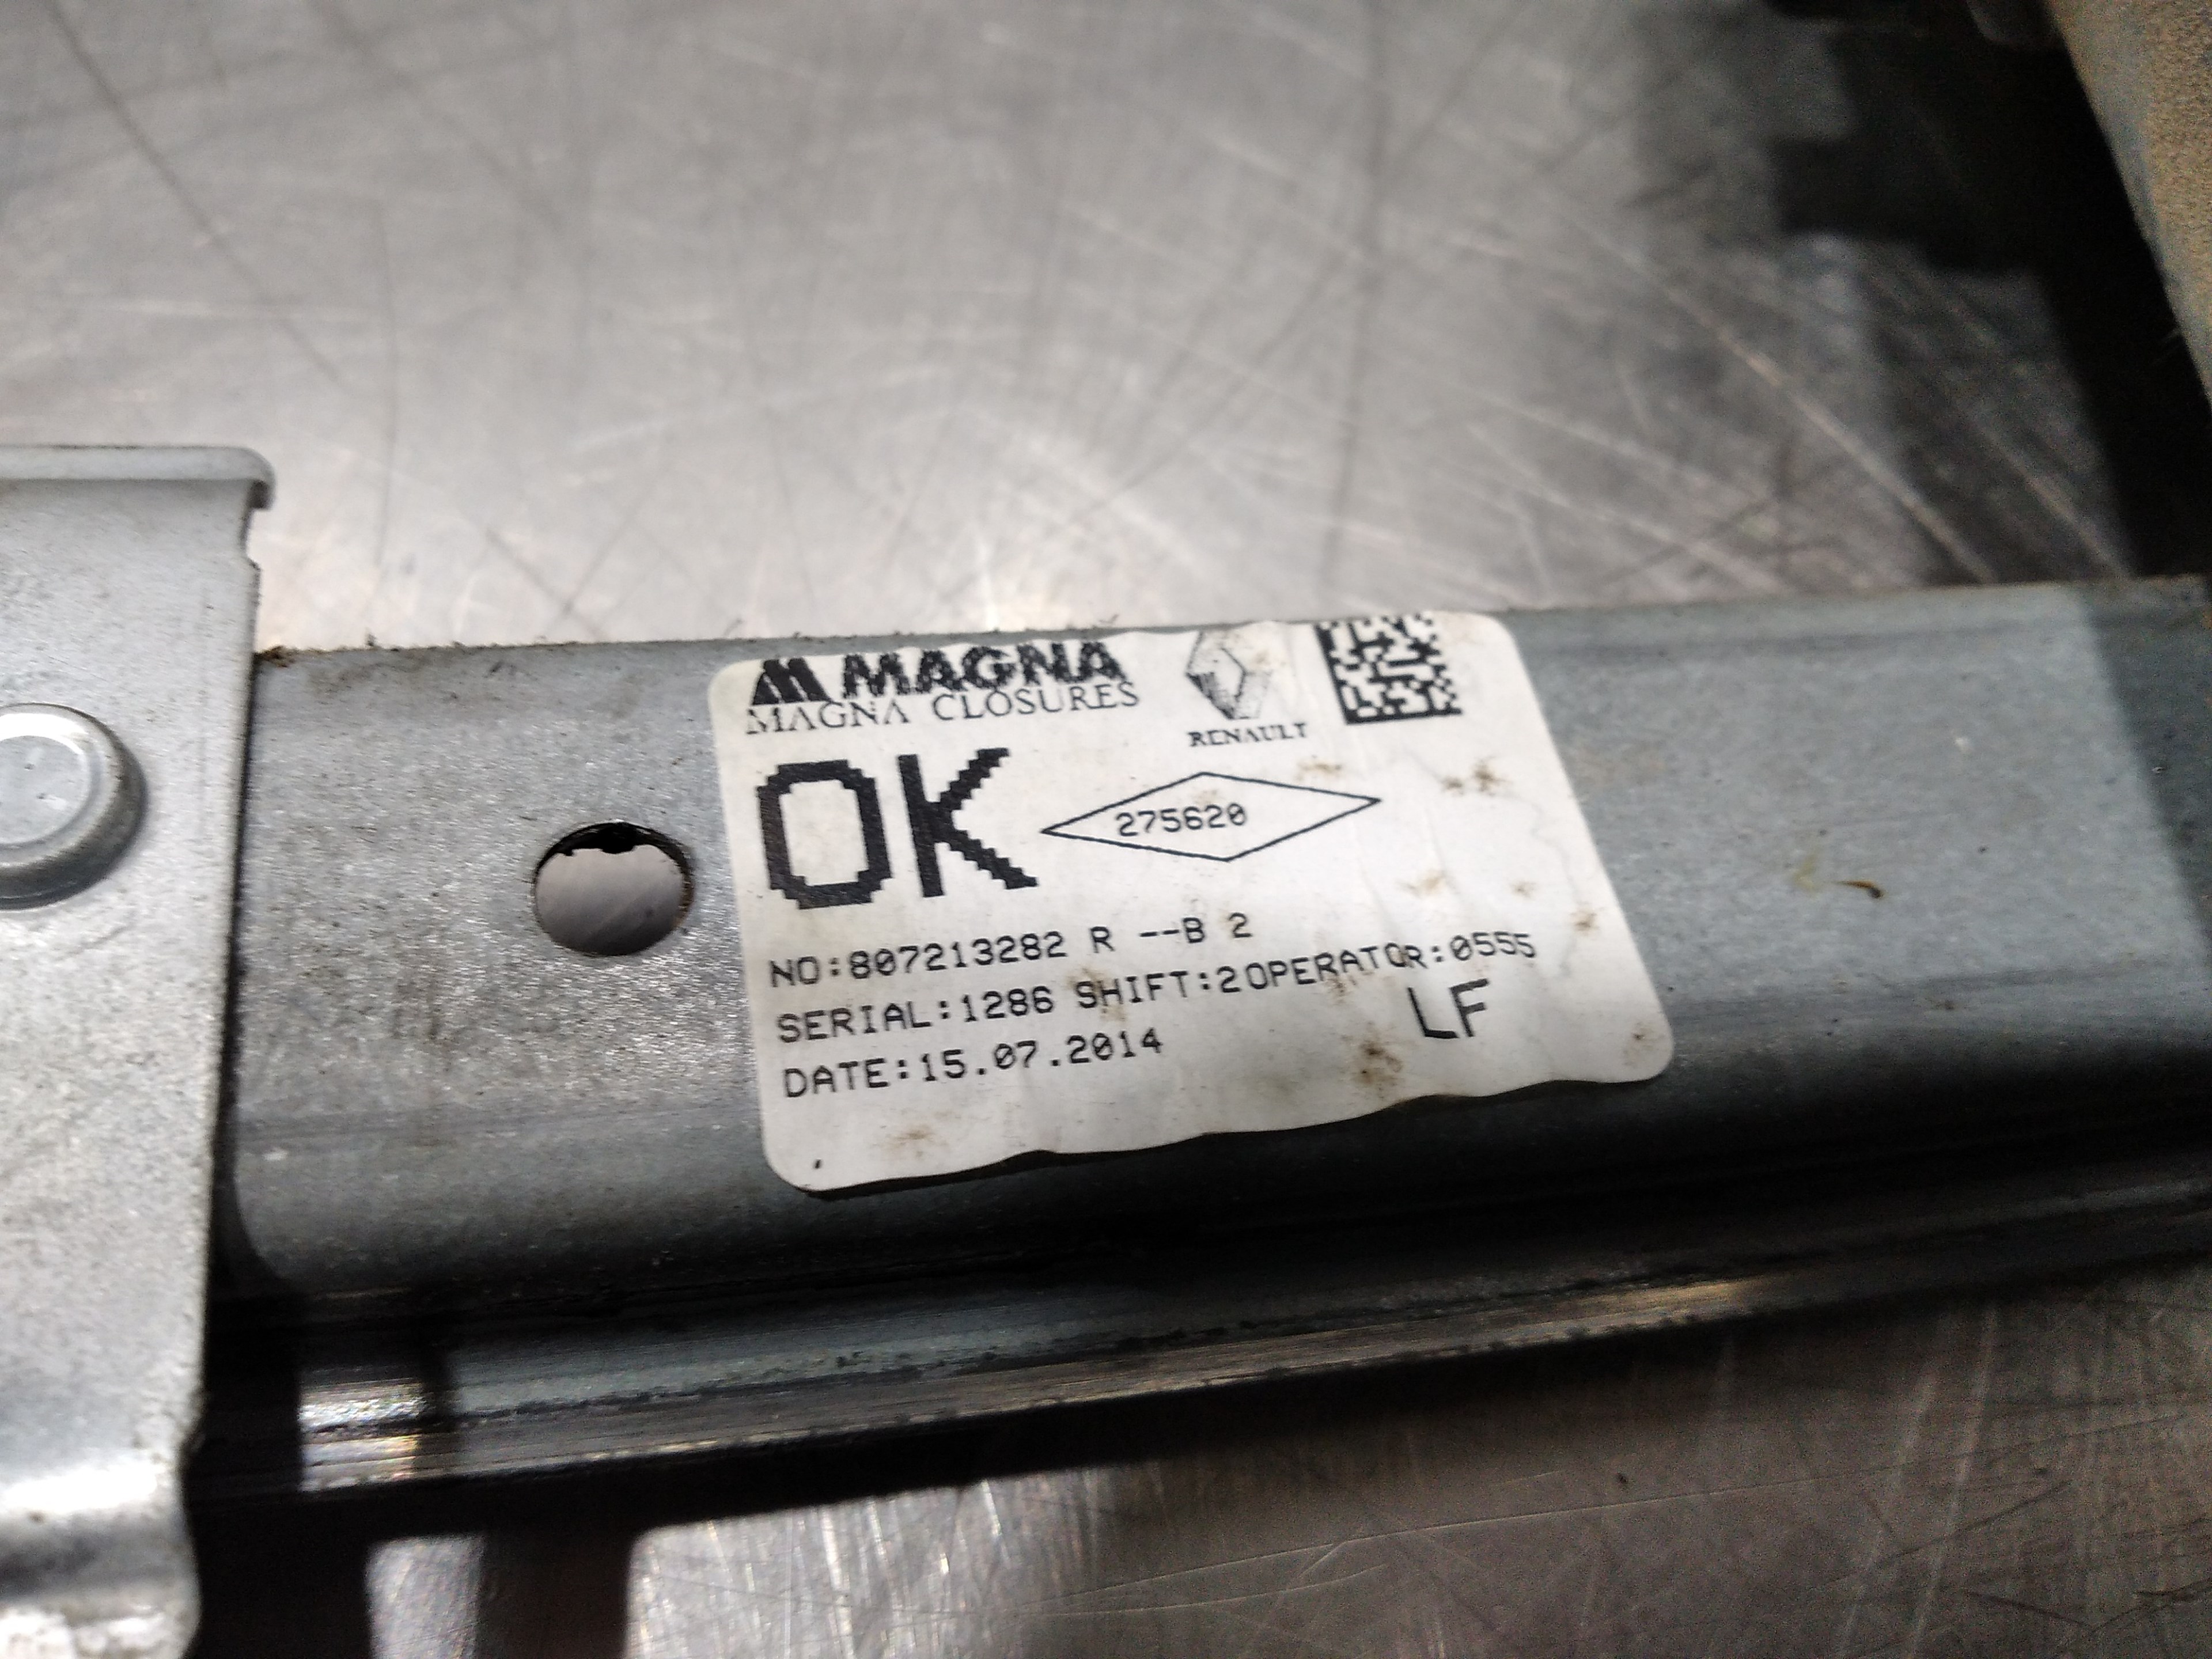 MAGNA
MAGNA CLOSURES
RENAULT
OK
275620
NO:807213282 R --B 2
SERIAL:1286 SHIFT:2OPERATOR:0555
DATE:15.07.2014
LF